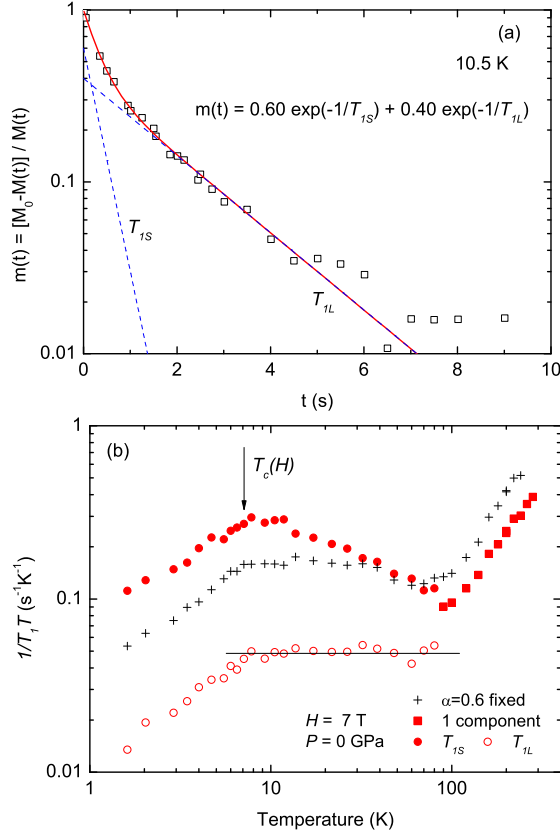 (a)
10.5 K
m(t) = 0.60 exp(-1/T1S) + 0.40 exp(-1/T1L)
1
0.1
0.01
m(t) = [M0-M(t)] / M(t)
T1S
T1L
0 2 4 6 8 10
t (s)
(b)
Tc(H)
1
0.1
0.01
1/T1T (s-1K-1)
α=0.6 fixed
H = 7 T
1 component
P = 0 GPa
T1S
T1L
1 10 100
Temperature (K)